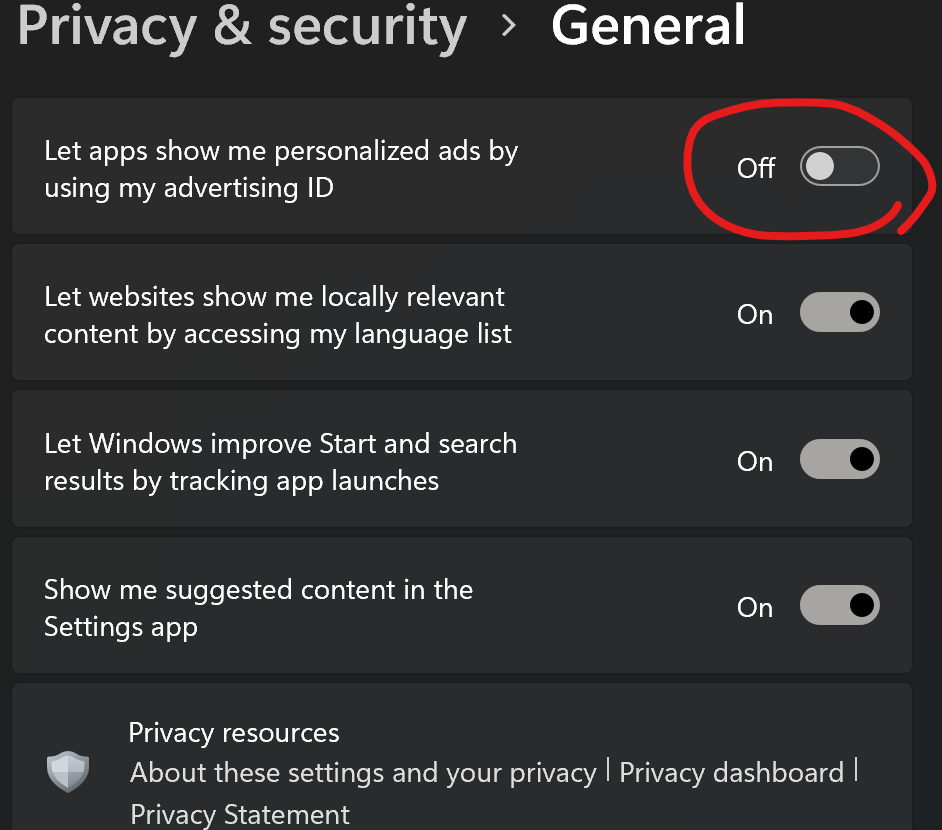 Privacy & security > General
Let apps show me personalized ads by
using my advertising ID
Off
Let websites show me locally relevant
content by accessing my language list
On
Let Windows improve Start and search
results by tracking app launches
On
Show me suggested content in the
Settings app
On
Privacy resources
About these settings and your privacy | Privacy dashboard |
Privacy Statement